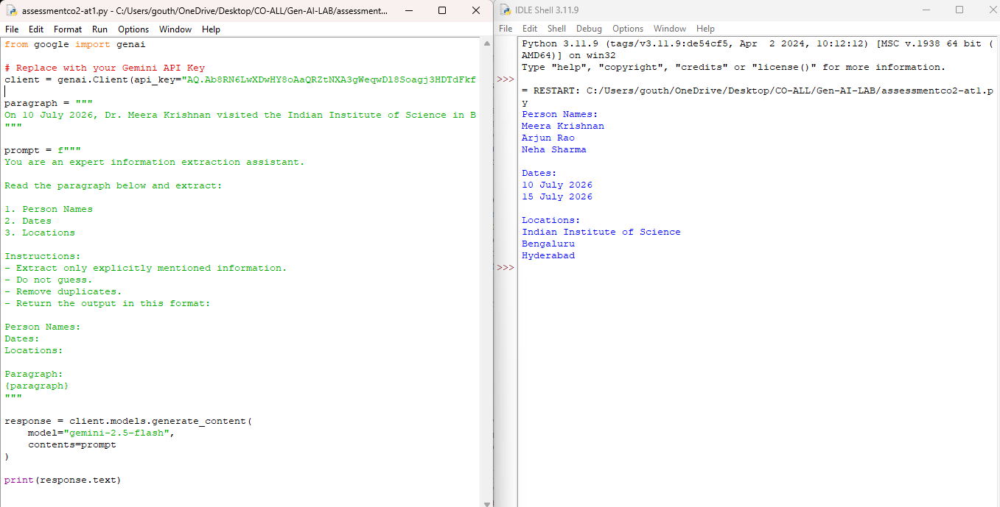 assessmentco2-at1.py - C:/Users/gouth/OneDrive/Desktop/CO-ALL/Gen-AI-LAB/assessment...
File Edit Format Run Options Window Help
from google import genai
# Replace with your Gemini API Key
client = genai.Client(api_key="AQ.Ab8RN6LwXDwHY8oAaQRZtNXA3gWeqwDl8Soagj3HDTdFkf
paragraph = """
On 10 July 2026, Dr. Meera Krishnan visited the Indian Institute of Science in B
"""
prompt = f"""
You are an expert information extraction assistant.
Read the paragraph below and extract:
1. Person Names
2. Dates
3. Locations
Instructions:
- Extract only explicitly mentioned information.
- Do not guess.
- Remove duplicates.
- Return the output in this format:
Person Names:
Dates:
Locations:
Paragraph:
{paragraph}
"""
response = client.models.generate_content(
    model="gemini-2.5-flash",
    contents=prompt
)
print(response.text)
IDLE Shell 3.11.9
File Edit Shell Debug Options Window Help
Python 3.11.9 (tags/v3.11.9:de54cf5, Apr  2 2024, 10:12:12) [MSC v.1938 64 bit (
AMD64)] on win32
Type "help", "copyright", "credits" or "license()" for more information.
>>>
= RESTART: C:/Users/gouth/OneDrive/Desktop/CO-ALL/Gen-AI-LAB/assessmentco2-at1.p
y
Person Names:
Meera Krishnan
Arjun Rao
Neha Sharma
Dates:
10 July 2026
15 July 2026
Locations:
Indian Institute of Science
Bengaluru
Hyderabad
>>>